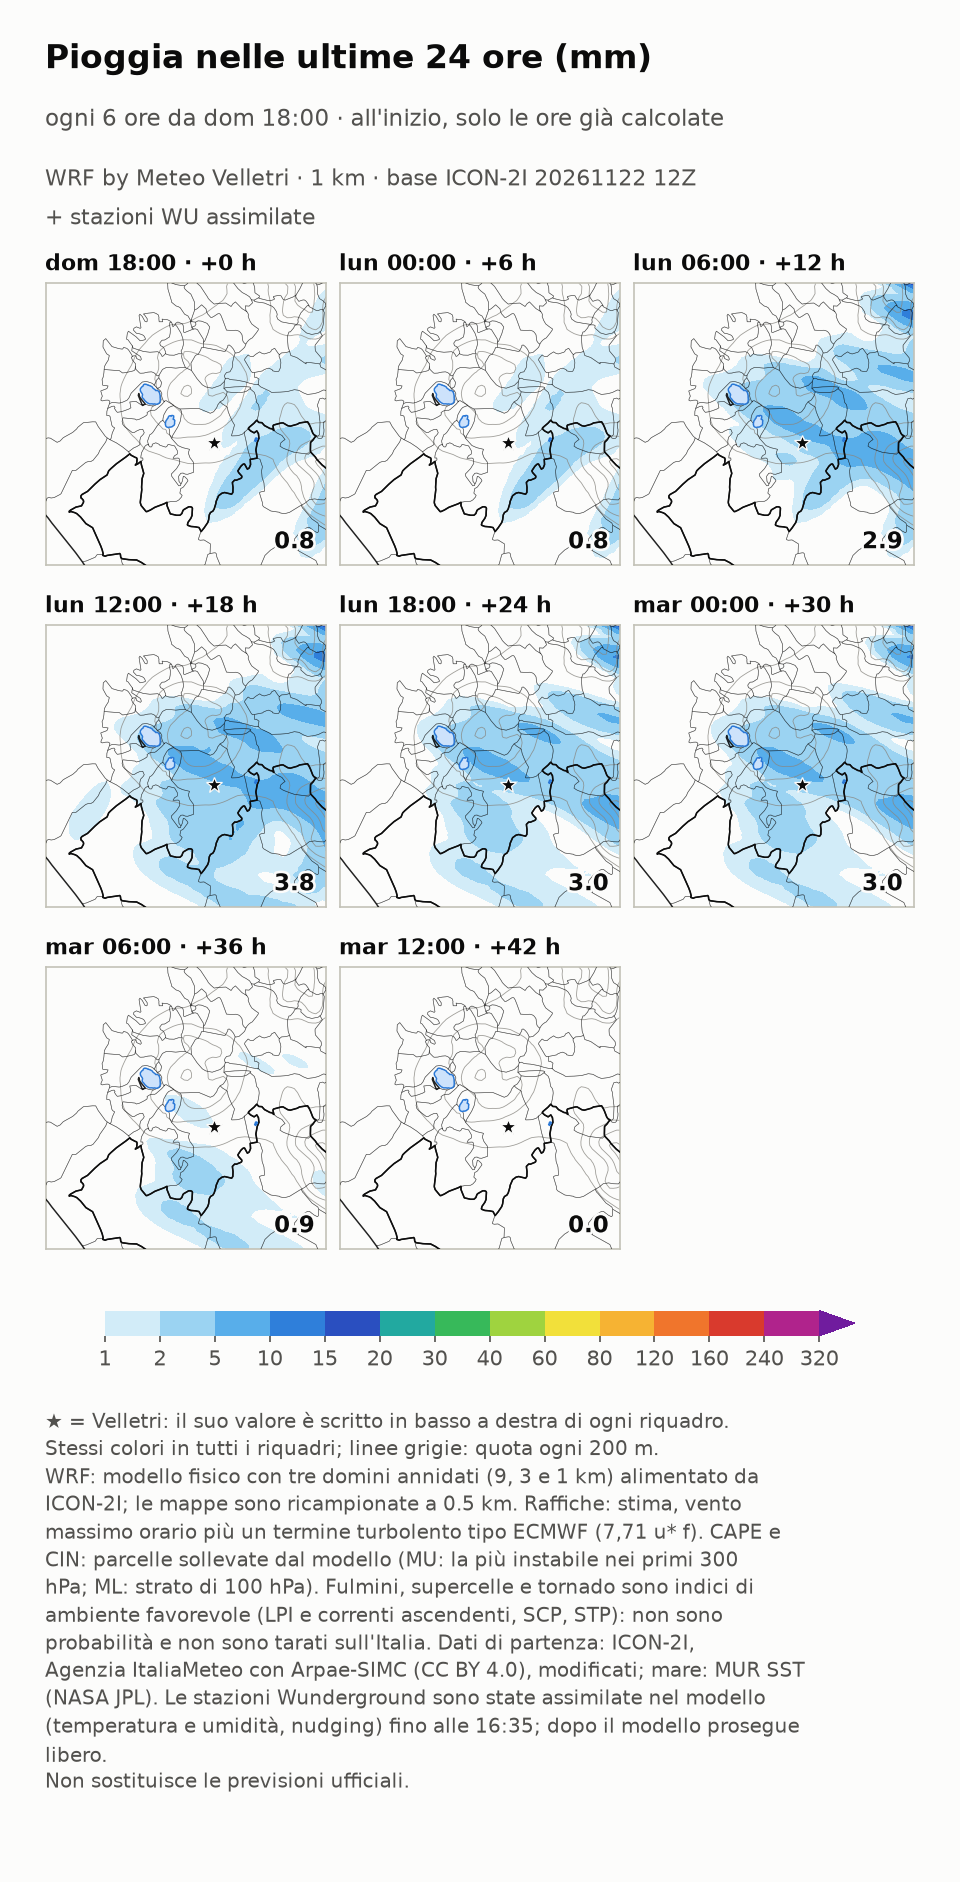 Pioggia nelle ultime 24 ore (mm)
ogni 6 ore da dom 18:00 · all'inizio, solo le ore già calcolate
WRF by Meteo Velletri · 1 km · base ICON-2I 20261122 12Z
+ stazioni WU assimilate
dom 18:00 · +0 h
lun 00:00 · +6 h
lun 06:00 · +12 h
0.8
0.8
2.9
lun 12:00 · +18 h
lun 18:00 · +24 h
mar 00:00 · +30 h
3.8
3.0
3.0
mar 06:00 · +36 h
mar 12:00 · +42 h
0.9
0.0
1 2 5 10 15 20 30 40 60 80 120 160 240 320
★ = Velletri: il suo valore è scritto in basso a destra di ogni riquadro.
Stessi colori in tutti i riquadri; linee grigie: quota ogni 200 m.
WRF: modello fisico con tre domini annidati (9, 3 e 1 km) alimentato da
ICON-2I; le mappe sono ricampionate a 0.5 km. Raffiche: stima, vento
massimo orario più un termine turbolento tipo ECMWF (7,71 u* f). CAPE e
CIN: parcelle sollevate dal modello (MU: la più instabile nei primi 300
hPa; ML: strato di 100 hPa). Fulmini, supercelle e tornado sono indici di
ambiente favorevole (LPI e correnti ascendenti, SCP, STP): non sono
probabilità e non sono tarati sull'Italia. Dati di partenza: ICON-2I,
Agenzia ItaliaMeteo con Arpae-SIMC (CC BY 4.0), modificati; mare: MUR SST
(NASA JPL). Le stazioni Wunderground sono state assimilate nel modello
(temperatura e umidità, nudging) fino alle 16:35; dopo il modello prosegue
libero.
Non sostituisce le previsioni ufficiali.